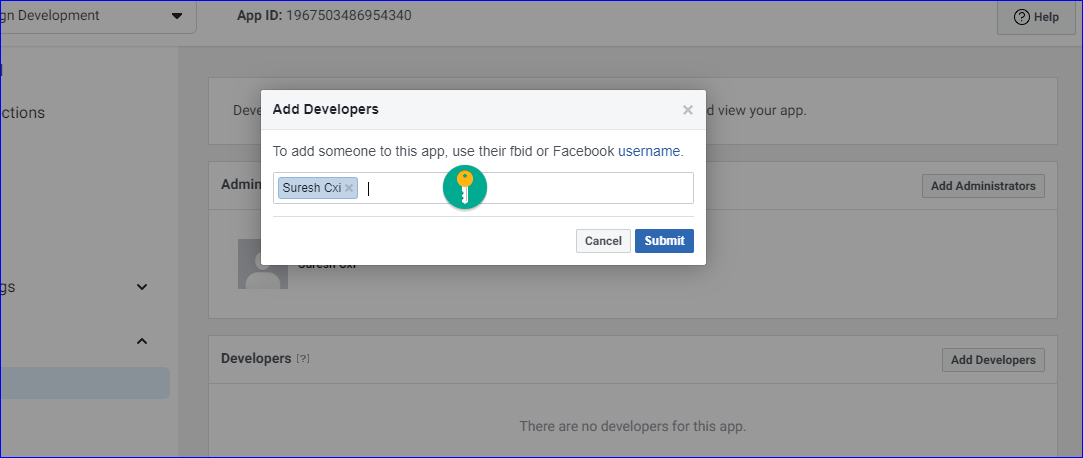 gn Development
App ID: 1967503486954340
Help
ctions
Add Developers
×
d view your app.
To add someone to this app, use their fbid or Facebook username.
Suresh Cxi ×
Add Administrators
Cancel
Submit
Suresh Cxi
gs
Developers [?]
Add Developers
There are no developers for this app.